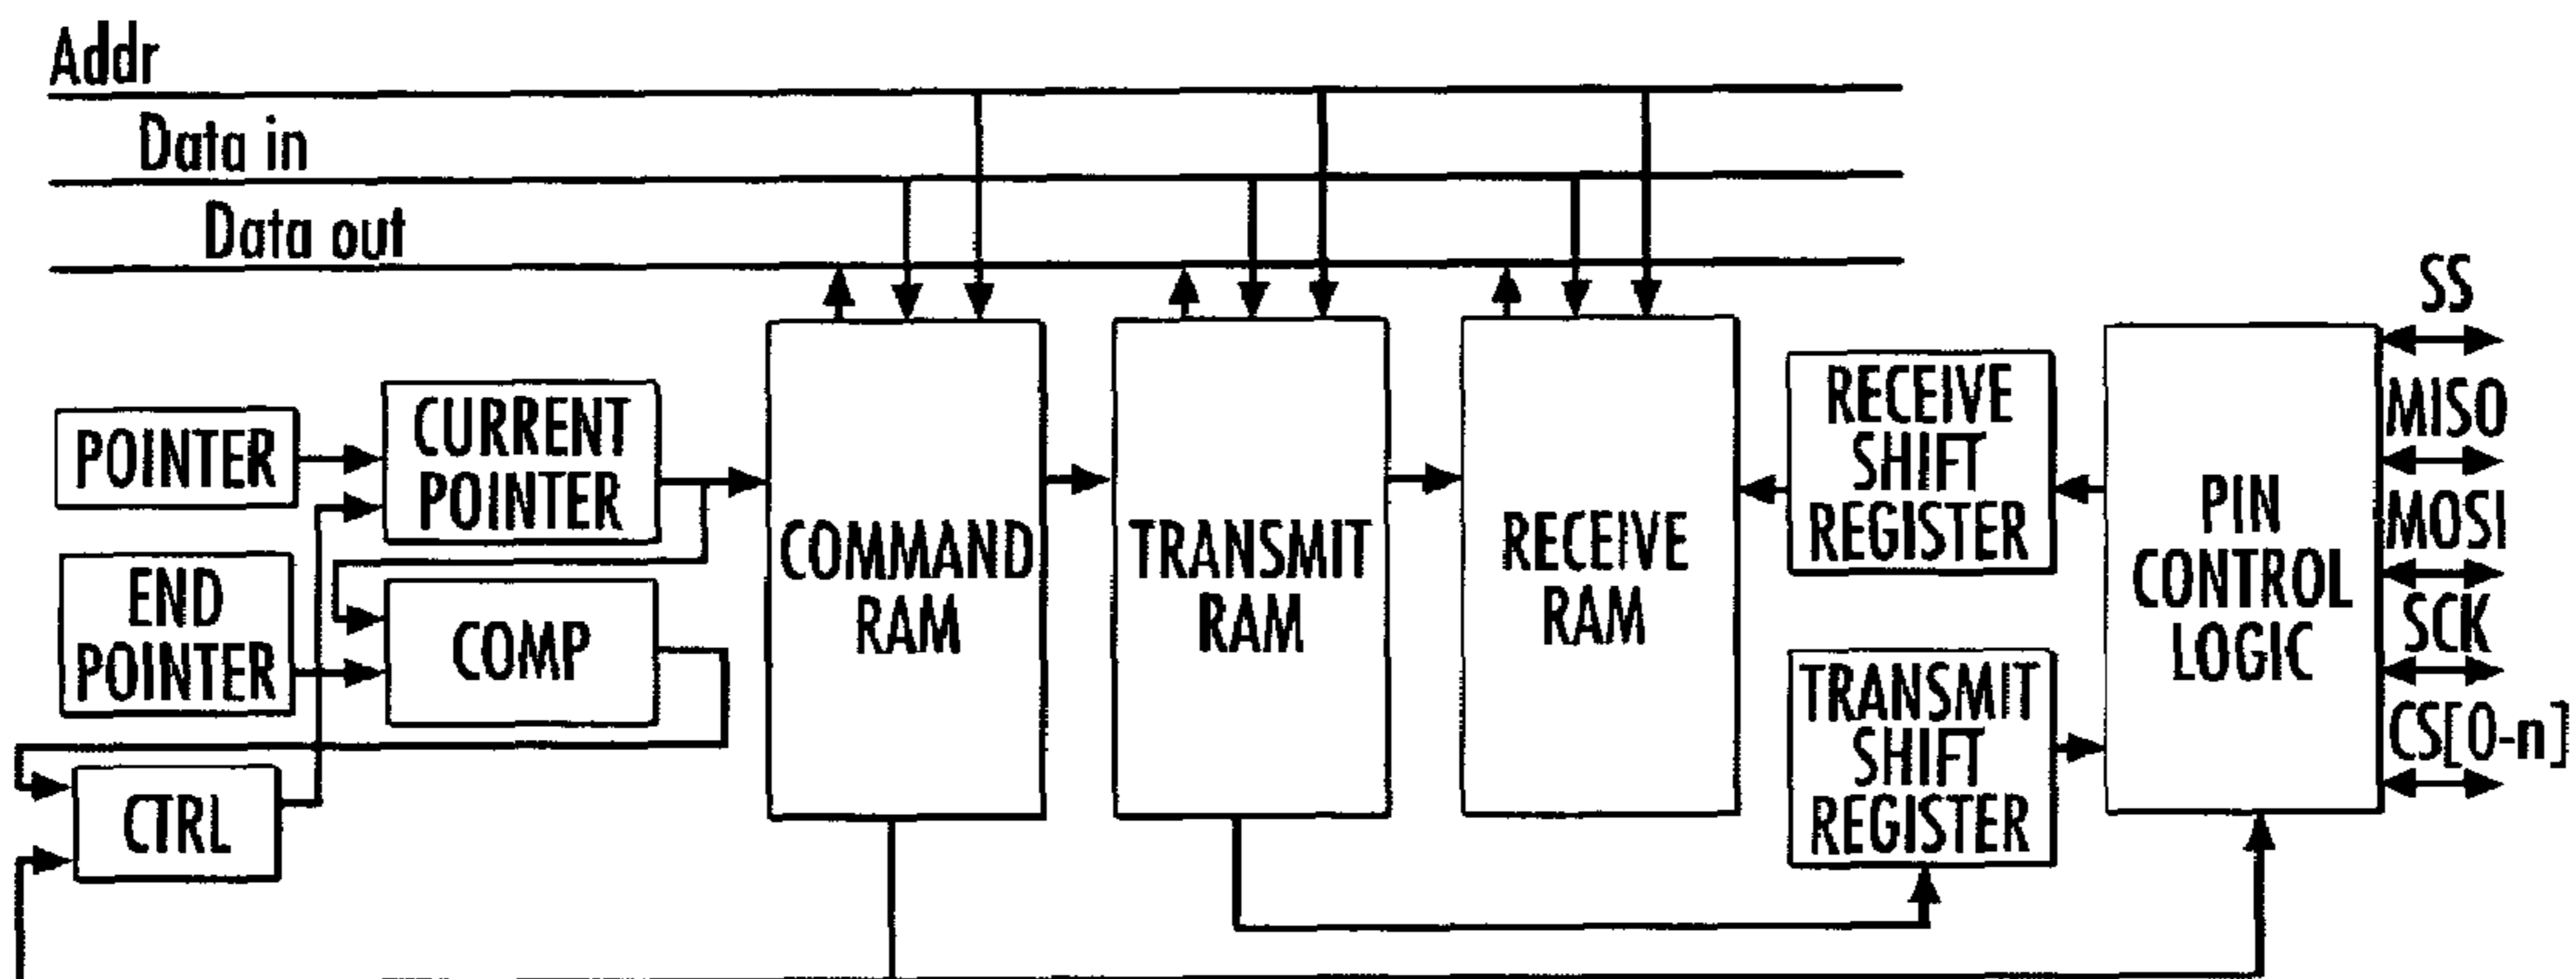 Addr
Data in
Data out
POINTER
CURRENT
POINTER
END
POINTER
COMP
CTRL
COMMAND
RAM
TRANSMIT
RAM
RECEIVE
RAM
RECEIVE
SHIFT
REGISTER
TRANSMIT
SHIFT
REGISTER
PIN
CONTROL
LOGIC
SS
MISO
MOSI
SCK
CS[0-n]